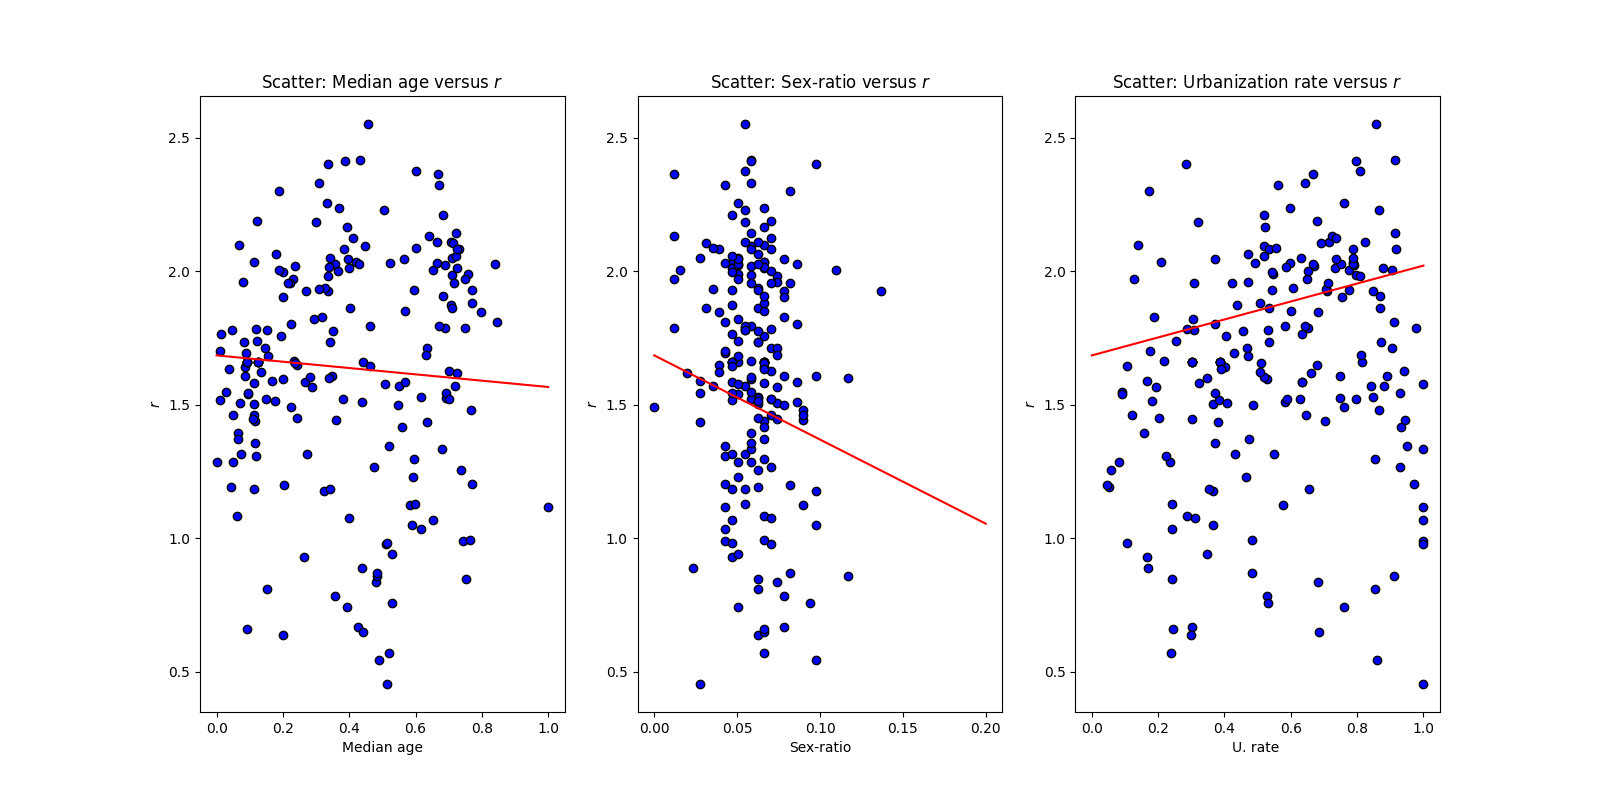 Scatter: Median age versus r
2.5
2.0
1.5
1.0
0.5
r
0.0 0.2 0.4 0.6 0.8 1.0
Median age
Scatter: Sex-ratio versus r
2.5
2.0
1.5
1.0
0.5
r
0.00 0.05 0.10 0.15 0.20
Sex-ratio
Scatter: Urbanization rate versus r
2.5
2.0
1.5
1.0
0.5
r
0.0 0.2 0.4 0.6 0.8 1.0
U. rate